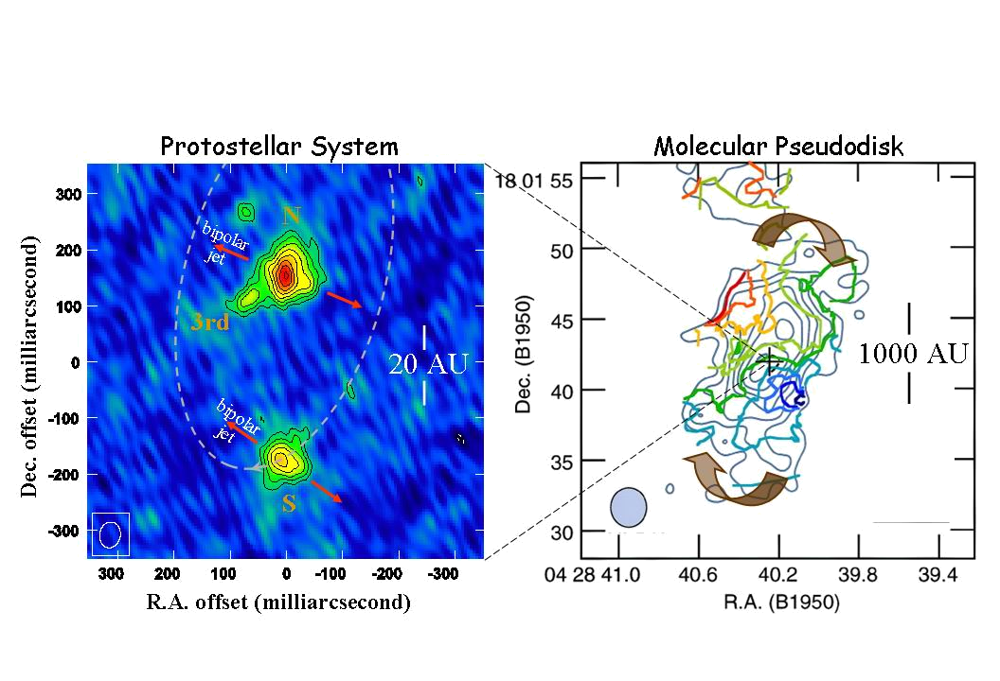 Protostellar System
Dec. offset (milliarcsecond)
300
200
100
0
-100
-200
-300
N
bipolar
jet
3rd
20 AU
bipolar
jet
S
300
200
100
0
-100
-200
-300
R.A. offset (milliarcsecond)
Molecular Pseudodisk
Dec. (B1950)
18 01 55
50
45
40
35
30
1000 AU
04 28 41.0
40.6
40.2
39.8
39.4
R.A. (B1950)